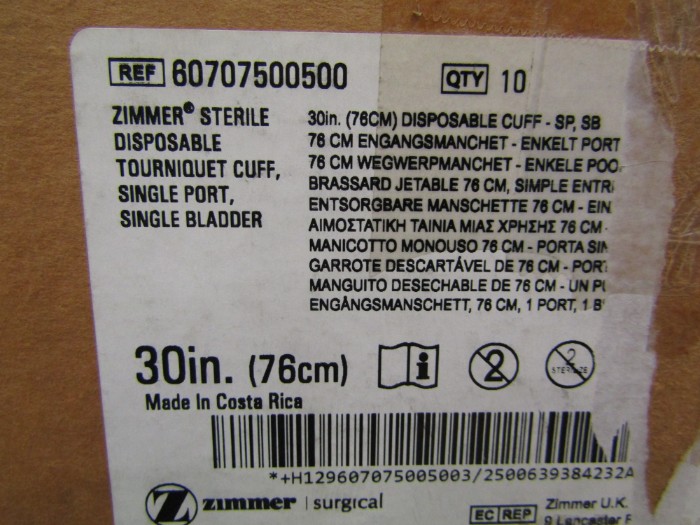 REF 60707500500 QTY 10
ZIMMER® STERILE
DISPOSABLE
TOURNIQUET CUFF,
SINGLE PORT,
SINGLE BLADDER
30in. (76CM) DISPOSABLE CUFF - SP, SB
76 CM ENGANGSMANCHET - ENKELT PORT
76 CM WEGWERPMANCHET - ENKELE POO
BRASSARD JETABLE 76 CM, SIMPLE ENTR
ENTSORGBARE MANSCHETTE 76 CM - EIN
ΑΙΜΟΣΤΑΤΙΚΗ ΤΑΙΝΙΑ ΜΙΑΣ ΧΡΗΣΗΣ 76 CM -
MANICOTTO MONOUSO 76 CM - PORTA SIN
GARROTE DESCARTÁVEL DE 76 CM - PORT
MANGUITO DESECHABLE DE 76 CM - UN PU
ENGÅNGSMANSCHETT, 76 CM, 1 PORT, 1 B
30in. (76cm) i 2 2
STERILIZE
Made In Costa Rica
*+H129607075005003/2500639384232A
Z zimmer | surgical
EC REP Zimmer U.K.
9 Lancaster